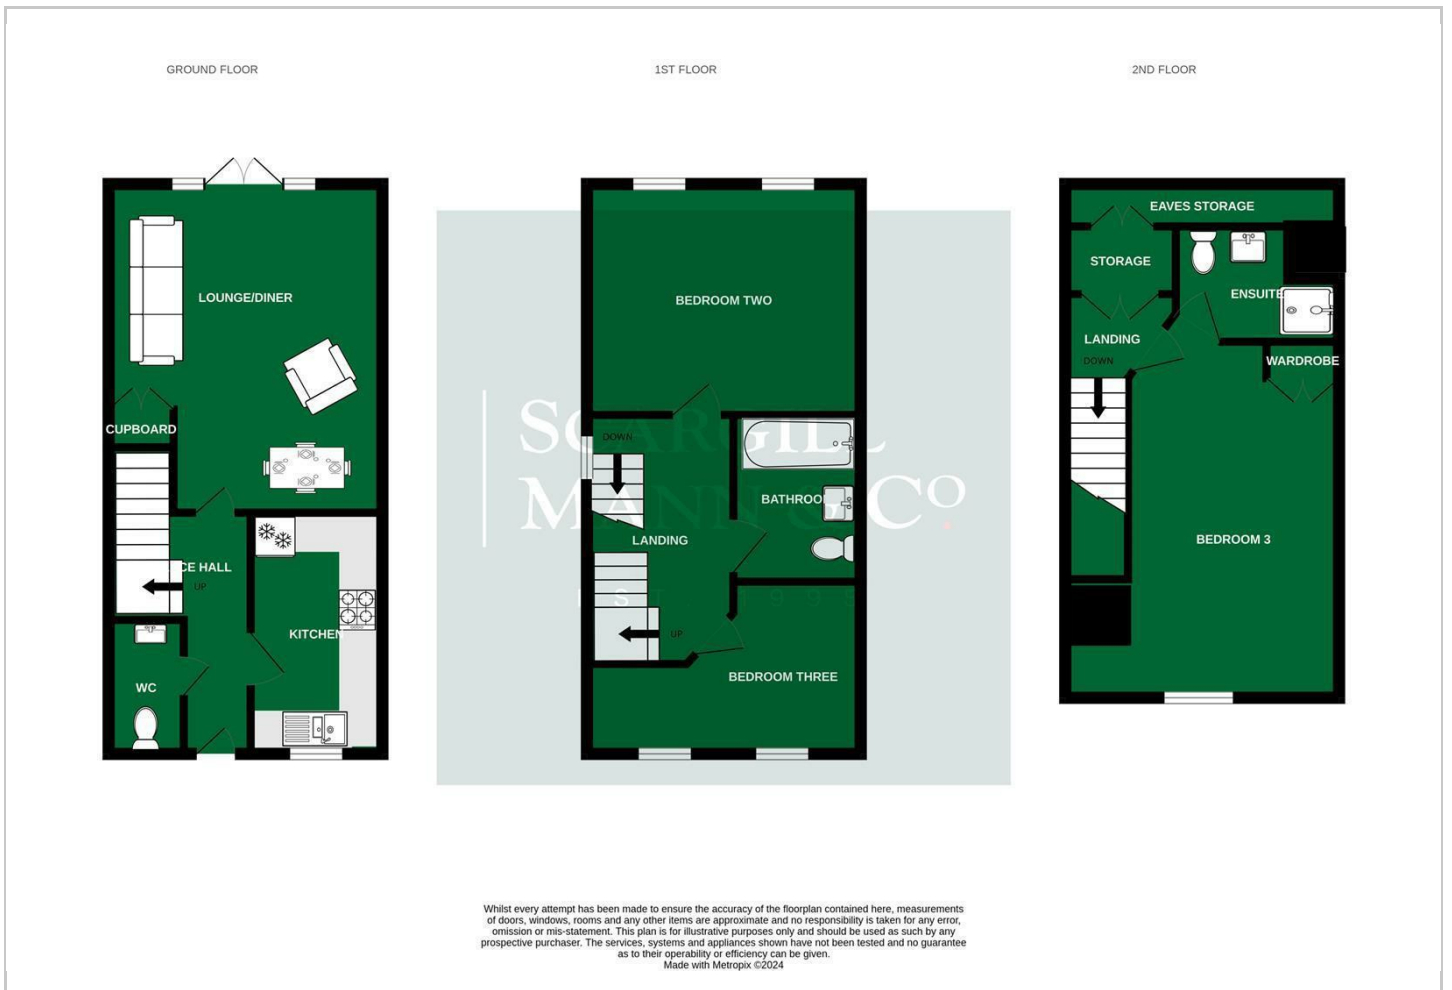 GROUND FLOOR
1ST FLOOR
2ND FLOOR
LOUNGE/DINER
CUPBOARD
CE HALL
UP
KITCHEN
WC
BEDROOM TWO
DOWN
BATHROO
LANDING
UP
BEDROOM THREE
SCARGILL
MANN & Co
EST. 1995
EAVES STORAGE
STORAGE
ENSUITE
LANDING
DOWN
WARDROBE
BEDROOM 3
Whilst every attempt has been made to ensure the accuracy of the floorplan contained here, measurements
of doors, windows, rooms and any other items are approximate and no responsibility is taken for any error,
omission or mis-statement. This plan is for illustrative purposes only and should be used as such by any
prospective purchaser. The services, systems and appliances shown have not been tested and no guarantee
as to their operability or efficiency can be given.
Made with Metropix ©2024